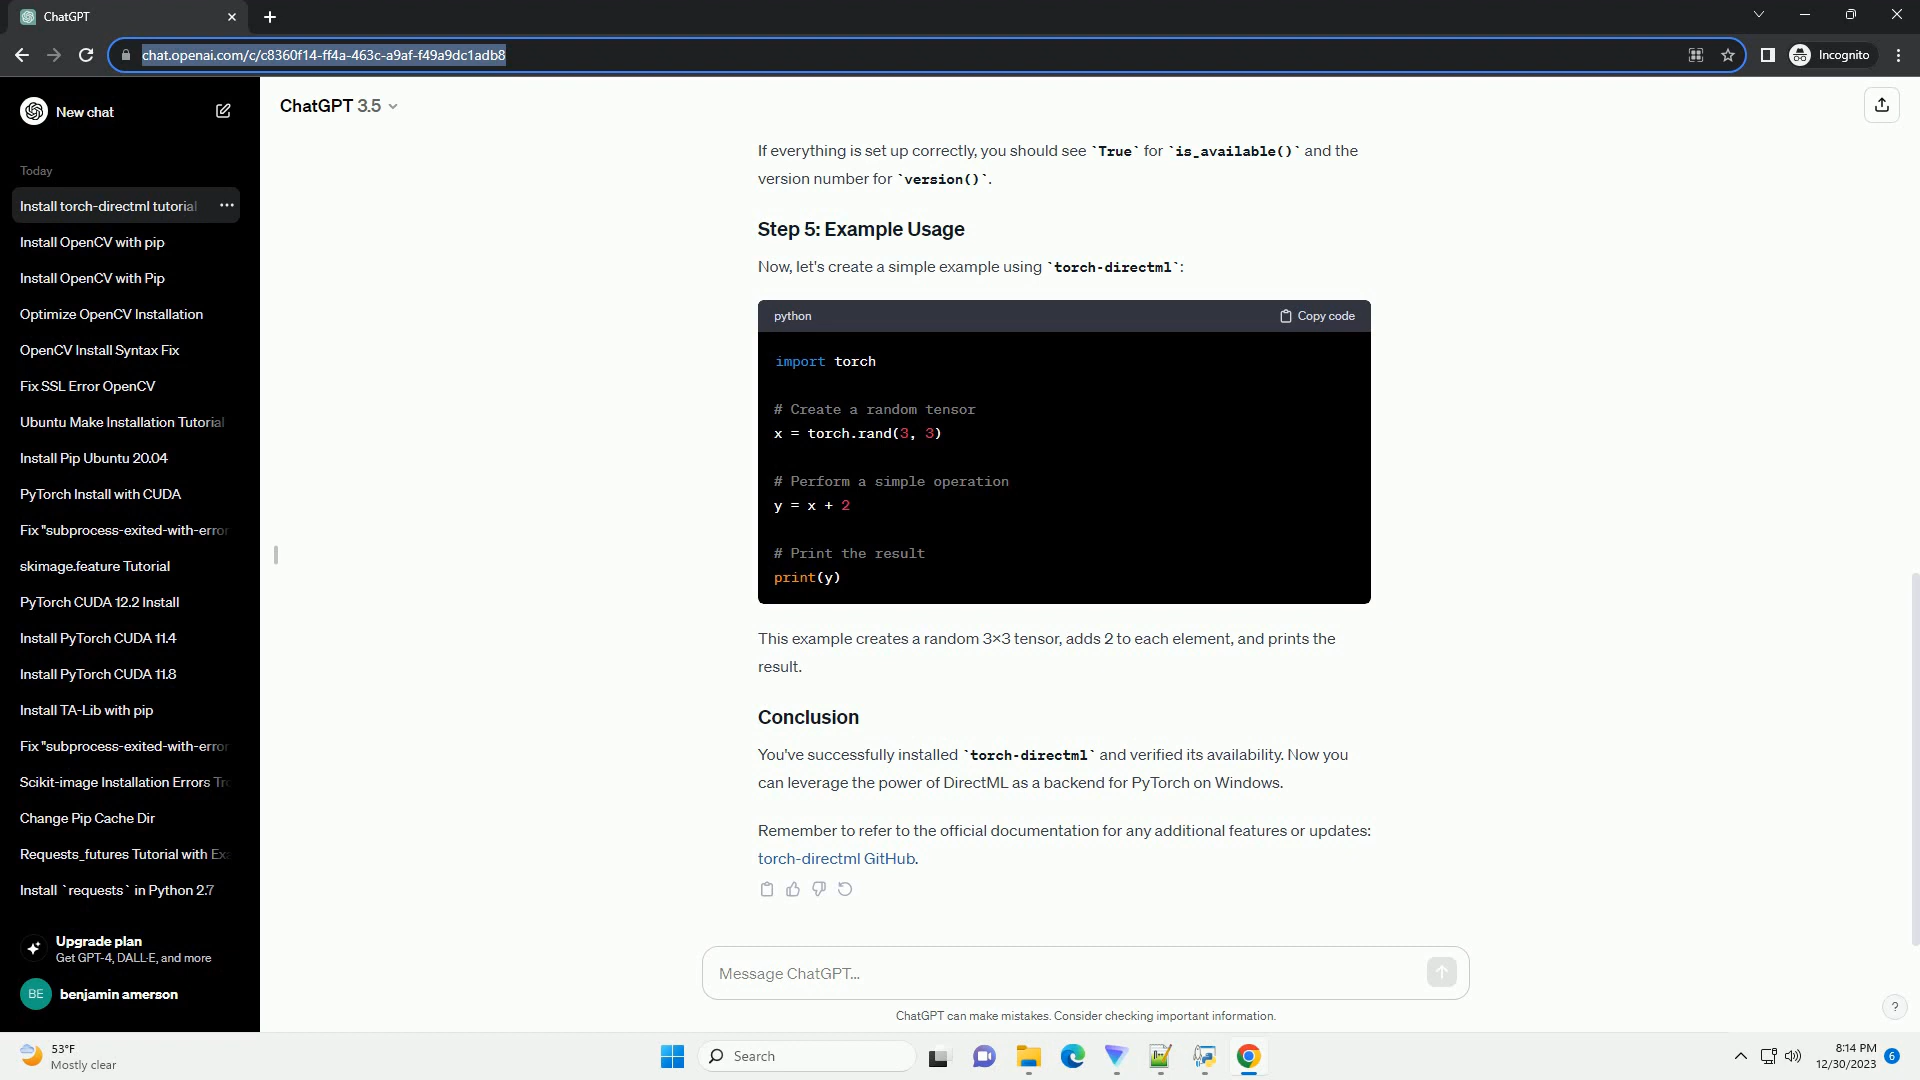 ChatGPT
chat.openai.com/c/c8360f14-ff4a-463c-a9af-f49a9dc1adb8
Incognito
New chat
Today
Install torch-directml tutorial
Install OpenCV with pip
Install OpenCV with Pip
Optimize OpenCV Installation
OpenCV Install Syntax Fix
Fix SSL Error OpenCV
Ubuntu Make Installation Tutorial
Install Pip Ubuntu 20.04
PyTorch Install with CUDA
Fix "subprocess-exited-with-error
skimage.feature Tutorial
PyTorch CUDA 12.2 Install
Install PyTorch CUDA 11.4
Install PyTorch CUDA 11.8
Install TA-Lib with pip
Fix "subprocess-exited-with-error
Scikit-image Installation Errors Tr
Change Pip Cache Dir
Requests_futures Tutorial with Ex
Install `requests` in Python 2.7
Upgrade plan
Get GPT-4, DALL·E, and more
BE
benjamin amerson
ChatGPT 3.5
If everything is set up correctly, you should see `True` for `is_available()` and the
version number for `version()`.
Step 5: Example Usage
Now, let's create a simple example using `torch-directml`:
python
Copy code
import torch
# Create a random tensor
x = torch.rand(3, 3)
# Perform a simple operation
y = x + 2
# Print the result
print(y)
This example creates a random 3×3 tensor, adds 2 to each element, and prints the
result.
Conclusion
You've successfully installed `torch-directml` and verified its availability. Now you
can leverage the power of DirectML as a backend for PyTorch on Windows.
Remember to refer to the official documentation for any additional features or updates:
torch-directml GitHub.
Message ChatGPT...
ChatGPT can make mistakes. Consider checking important information.
?
53°F
Mostly clear
Search
8:14 PM
12/30/2023
6